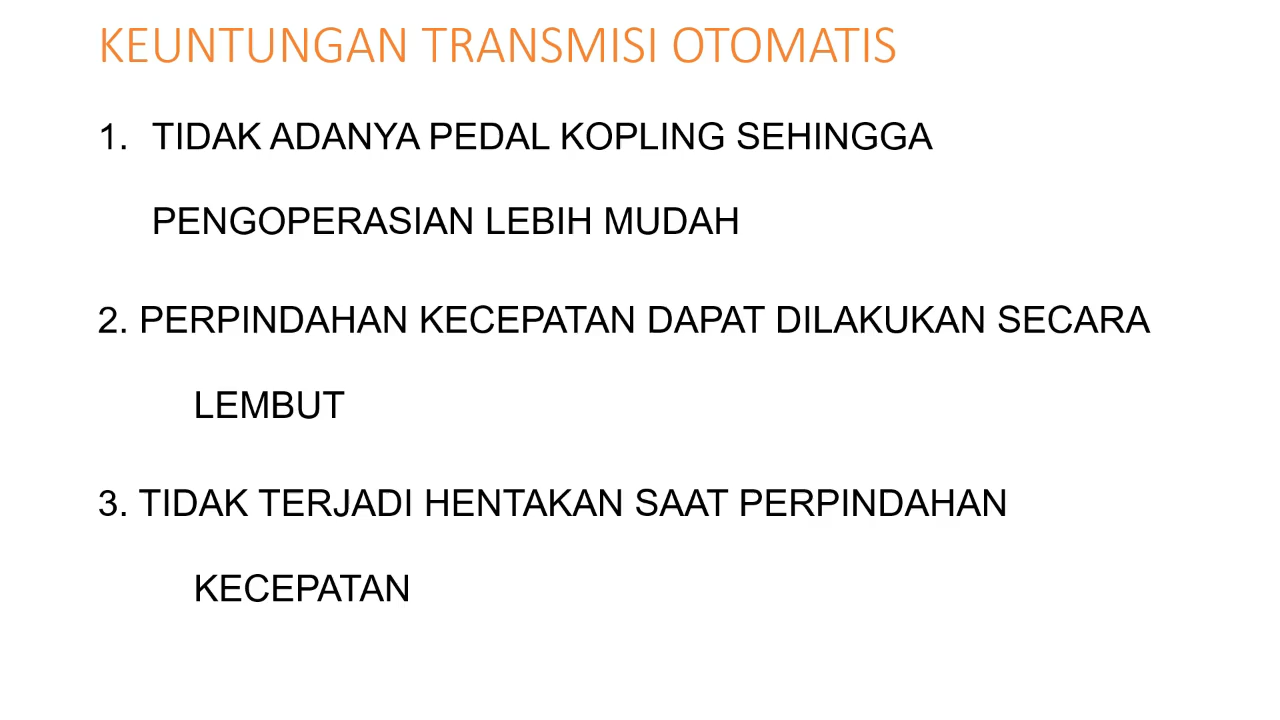 KEUNTUNGAN TRANSMISI OTOMATIS
1. TIDAK ADANYA PEDAL KOPLING SEHINGGA
PENGOPERASIAN LEBIH MUDAH
2. PERPINDAHAN KECEPATAN DAPAT DILAKUKAN SECARA
LEMBUT
3. TIDAK TERJADI HENTAKAN SAAT PERPINDAHAN
KECEPATAN